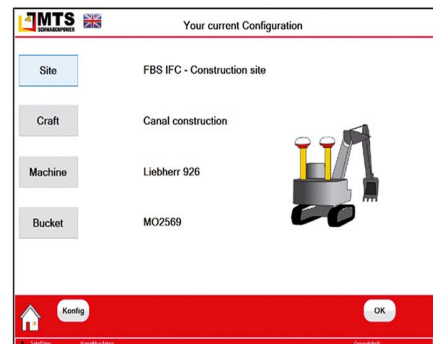 MTS
SCHWABENPOWER
Your current Configuration
Site
FBS IFC - Construction site
Craft
Canal construction
Machine
Liebherr 926
Bucket
MO2569
Konfig
OK